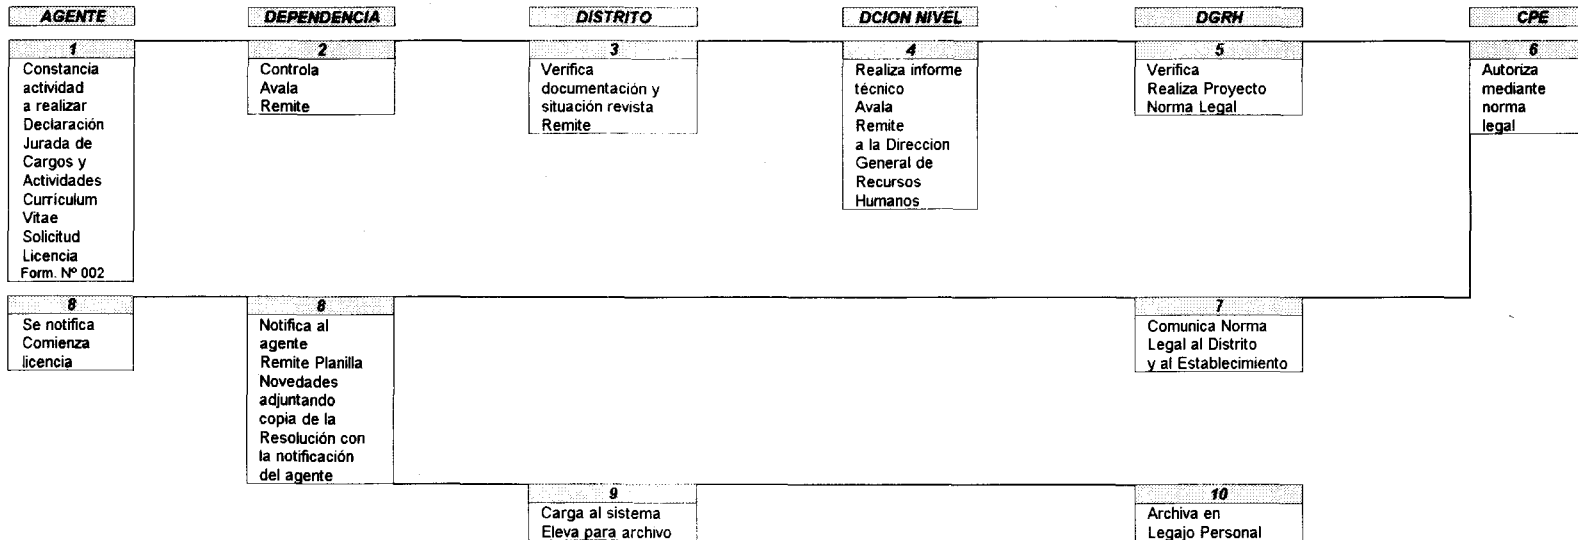 AGENTE
DEPENDENCIA
DISTRITO
DCION NIVEL
DGRH
CPE
1
Constancia
actividad
a realizar
Declaración
Jurada de
Cargos y
Actividades
Currículum
Vitae
Solicitud
Licencia
Form. Nº 002
2
Controla
Avala
Remite
3
Verifica
documentación y
situación revista
Remite
4
Realiza informe
técnico
Avala
Remite
a la Direccion
General de
Recursos
Humanos
5
Verifica
Realiza Proyecto
Norma Legal
6
Autoriza
mediante
norma
legal
8
Se notifica
Comienza
licencia
8
Notifica al
agente
Remite Planilla
Novedades
adjuntando
copia de la
Resolución con
la notificación
del agente
7
Comunica Norma
Legal al Distrito
y al Establecimiento
9
Carga al sistema
Eleva para archivo
10
Archiva en
Legajo Personal